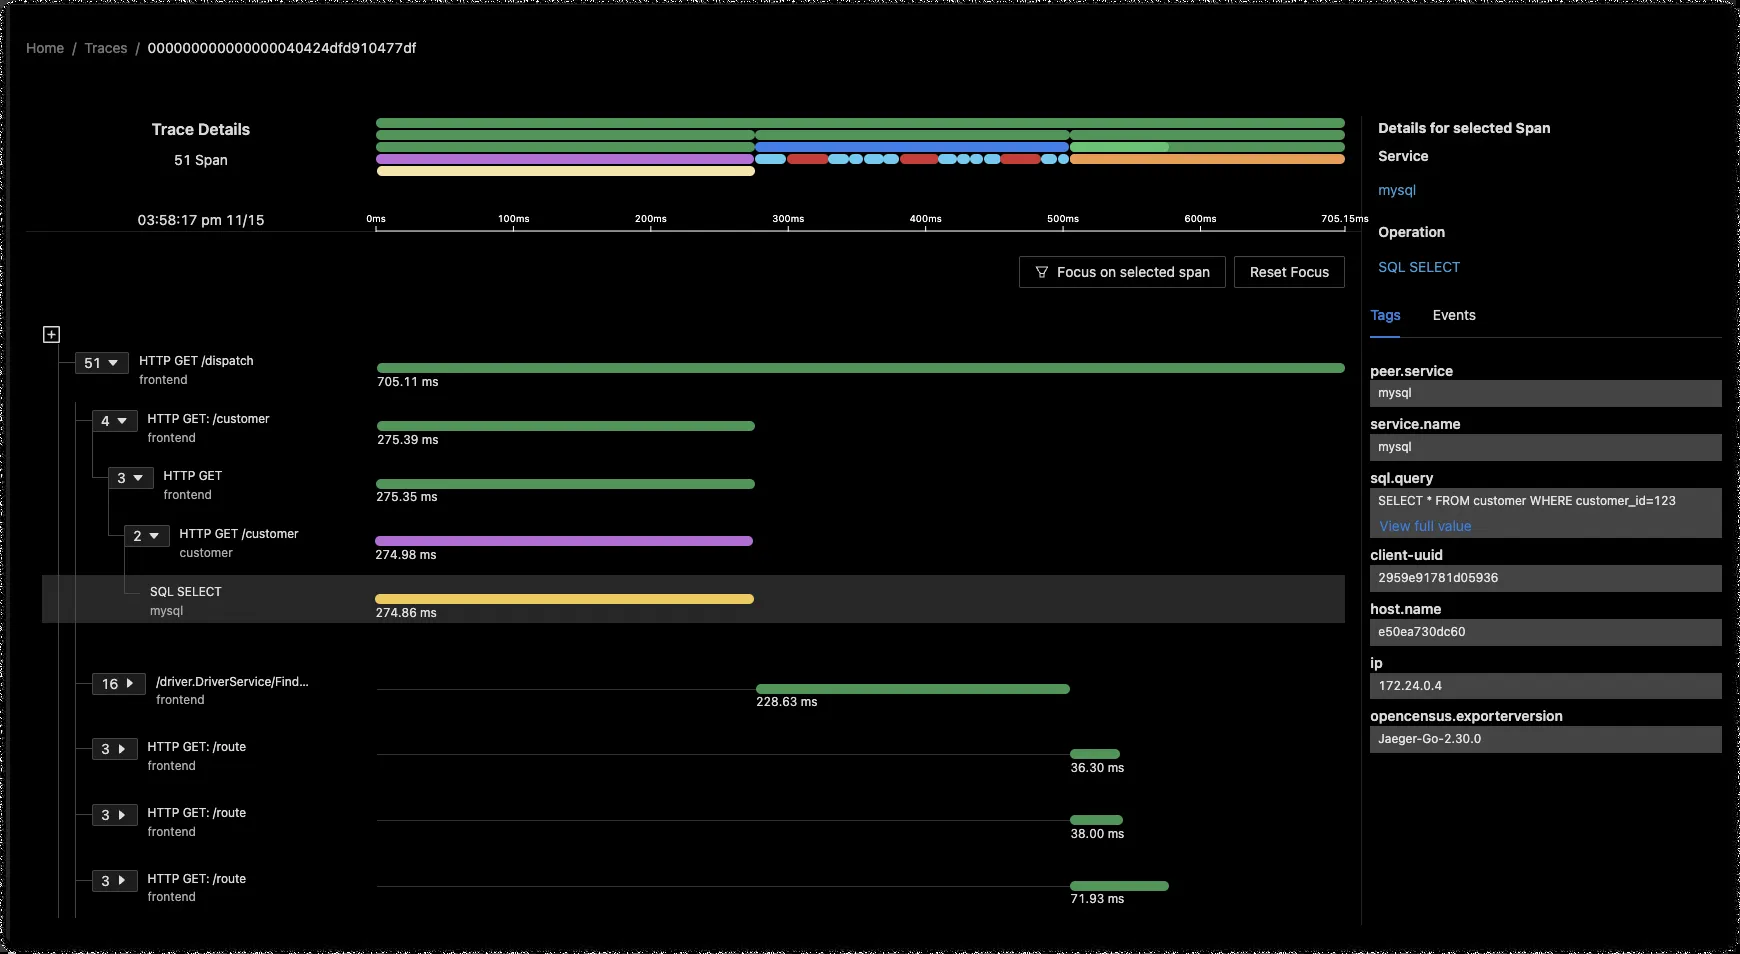 Home / Traces / 000000000000000040424dfd910477df
Trace Details
51 Span
03:58:17 pm 11/15
0ms 100ms 200ms 300ms 400ms 500ms 600ms 705.15ms
Focus on selected span Reset Focus
51 HTTP GET /dispatch
frontend
705.11 ms
4 HTTP GET: /customer
frontend
275.39 ms
3 HTTP GET
frontend
275.35 ms
2 HTTP GET /customer
customer
274.98 ms
SQL SELECT
mysql
274.86 ms
16 /driver.DriverService/Find...
frontend
228.63 ms
3 HTTP GET: /route
frontend
36.30 ms
3 HTTP GET: /route
frontend
38.00 ms
3 HTTP GET: /route
frontend
71.93 ms
Details for selected Span
Service
mysql
Operation
SQL SELECT
Tags Events
peer.service
mysql
service.name
mysql
sql.query
SELECT * FROM customer WHERE customer_id=123
View full value
client-uuid
2959e91781d05936
host.name
e50ea730dc60
ip
172.24.0.4
opencensus.exporterversion
Jaeger-Go-2.30.0